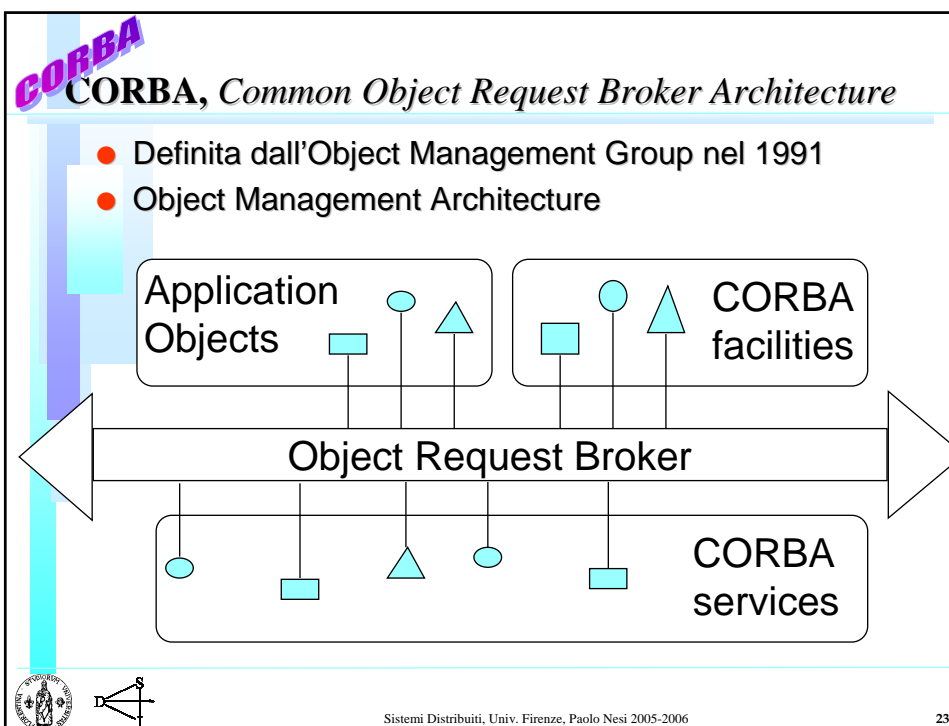 CORBA
CORBA, Common Object Request Broker Architecture
Definita dall'Object Management Group nel 1991
Object Management Architecture
Application
Objects
CORBA
facilities
Object Request Broker
CORBA
services
D S I
Sistemi Distribuiti, Univ. Firenze, Paolo Nesi 2005-2006
23